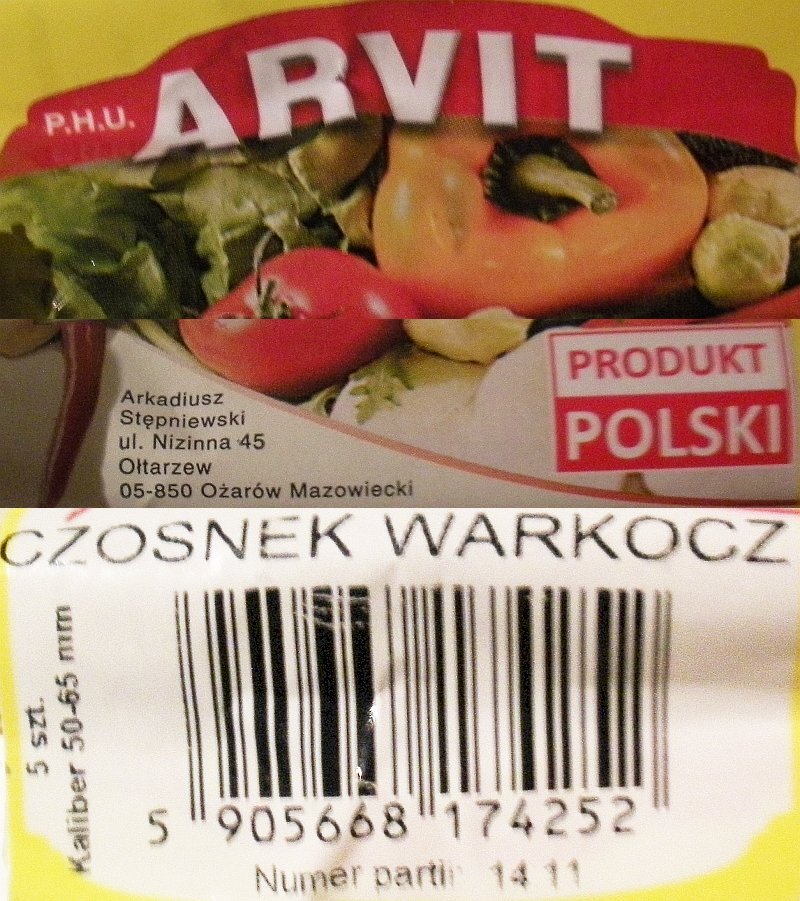 P.H.U. ARVIT
PRODUKT
POLSKI
Arkadiusz
Stępniewski
ul. Nizinna 45
Ołtarzew
05-850 Ożarów Mazowiecki
CZOSNEK WARKOCZ
5 szt.
Kaliber 50-65 mm
5 905668 174252
Numer partii 14 11